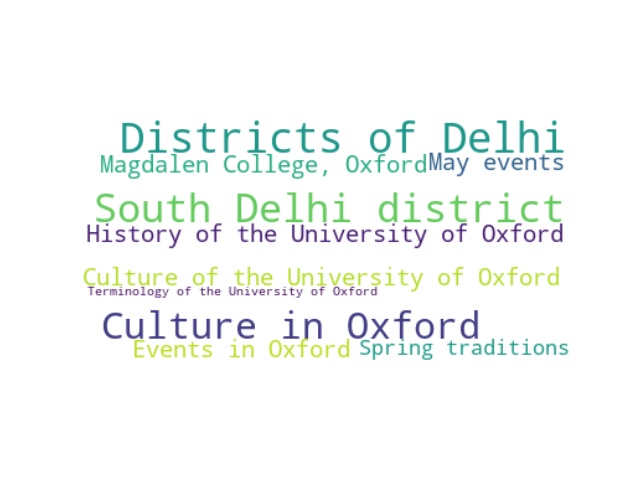 Districts of Delhi
Magdalen College, Oxford May events
South Delhi district
History of the University of Oxford
Culture of the University of Oxford
Terminology of the University of Oxford
Culture in Oxford
Events in Oxford Spring traditions